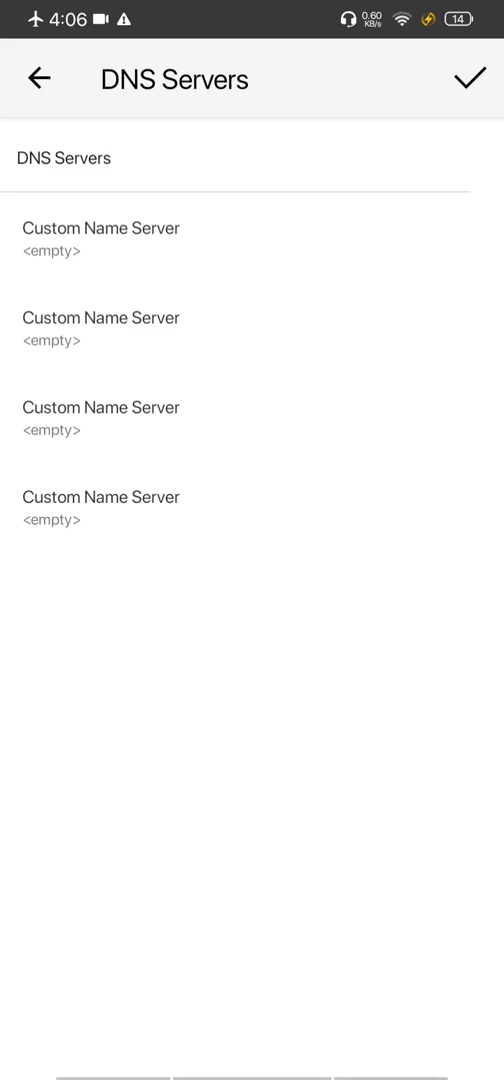 4:06
0.60
KB/s
14
DNS Servers
DNS Servers
Custom Name Server
<empty>
Custom Name Server
<empty>
Custom Name Server
<empty>
Custom Name Server
<empty>